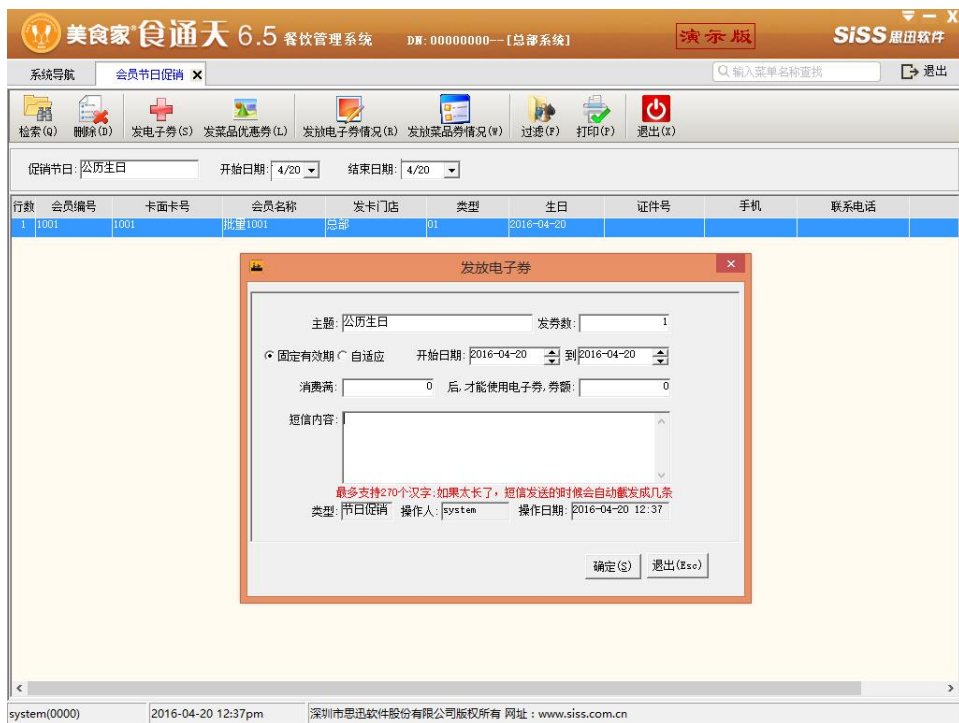 美食家 食通天 6.5 餐饮管理系统 DN:00000000--[总部系统] 演示版 SiSS 思迅软件
系统导航 会员节日促销 输入菜单名称查找 退出
检索(Q) 删除(D) 发电子券(S) 发菜品优惠券(L) 发放电子券情况(R) 发放菜品券情况(W) 过滤(F) 打印(P) 退出(X)
促销节日: 公历生日 开始日期: 4/20 结束日期: 4/20
行数 会员编号 卡面卡号 会员名称 发卡门店 类型 生日 证件号 手机 联系电话
1 1001 1001 批量1001 总部 01 2016-04-20
发放电子券
主题: 公历生日 发券数: 1
固定有效期 自适应 开始日期: 2016-04-20 到 2016-04-20
消费满: 0 后,才能使用电子券,券额: 0
短信内容:
最多支持270个汉字:如果太长了，短信发送的时候会自动截发成几条
类型: 节日促销 操作人: system 操作日期: 2016-04-20 12:37
确定(S) 退出(Esc)
system(0000) 2016-04-20 12:37pm 深圳市思迅软件股份有限公司版权所有 网址：www.siss.com.cn